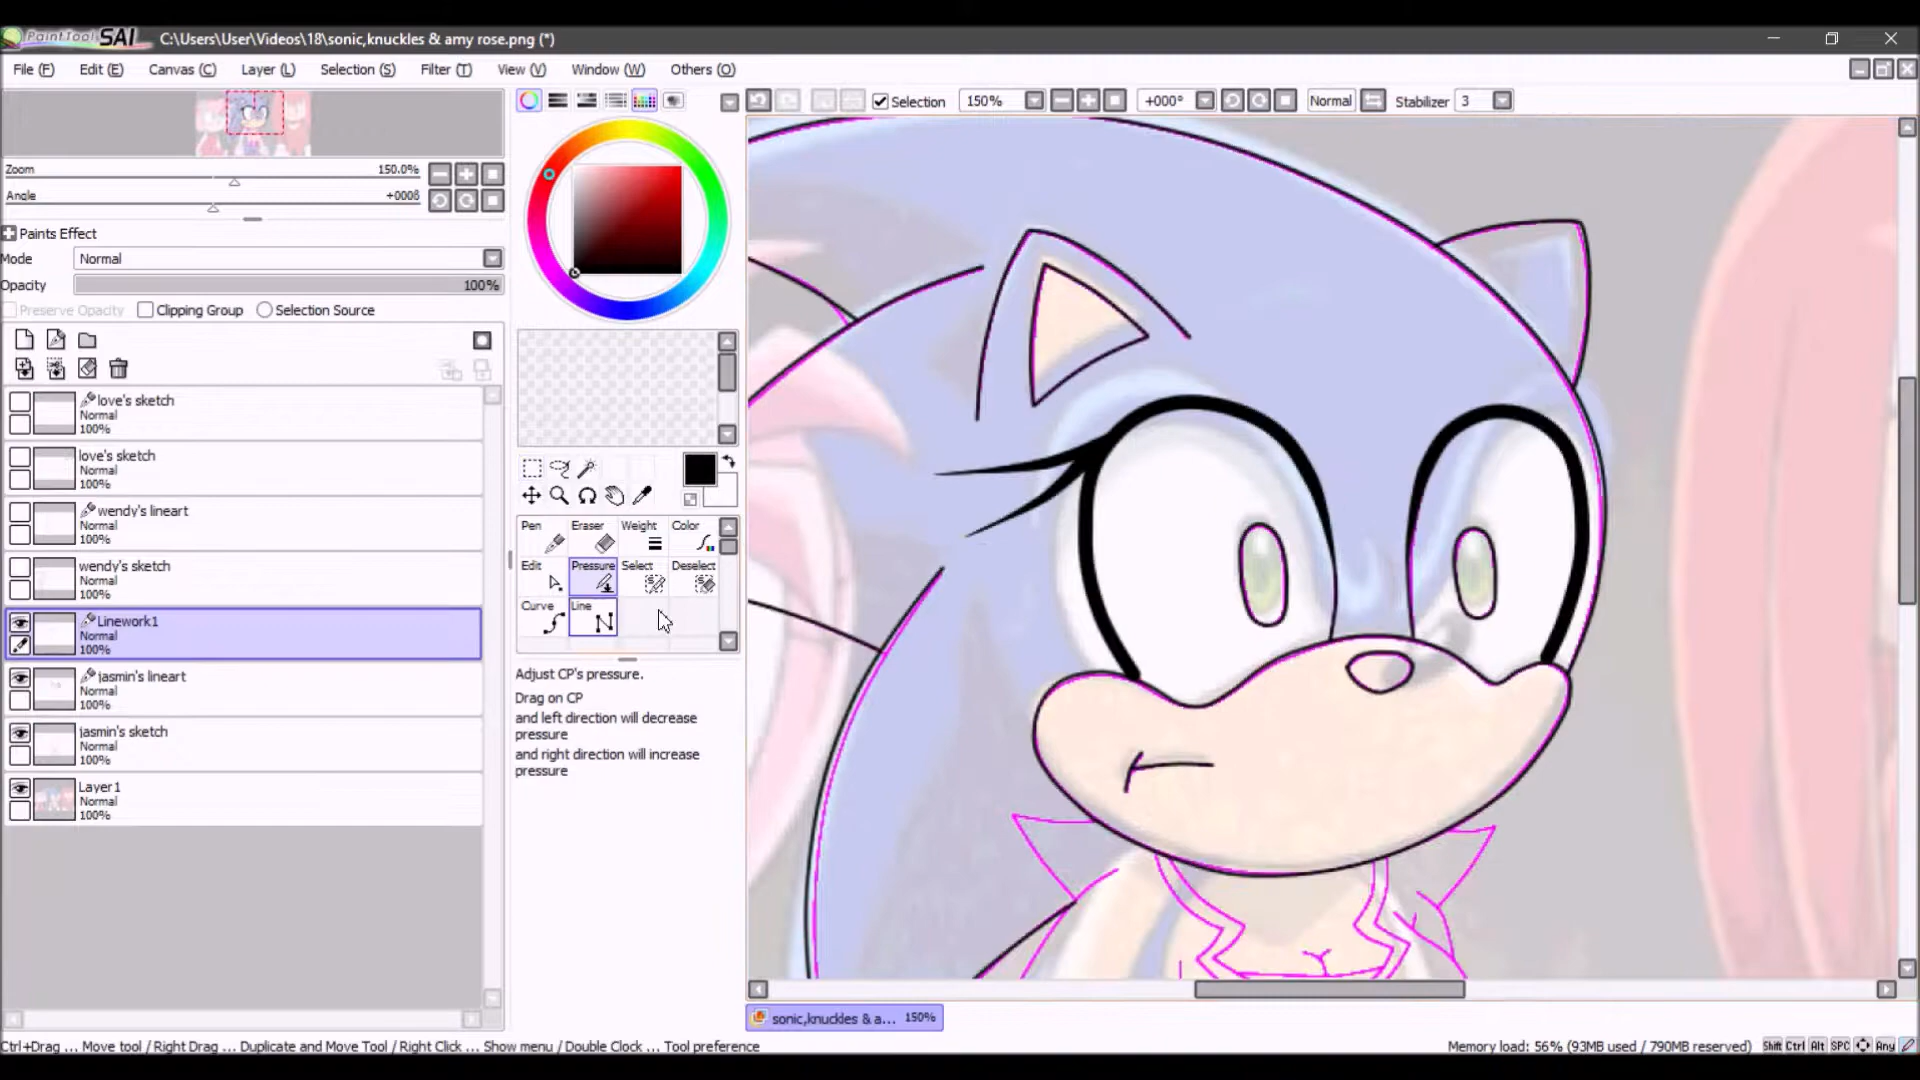 PaintTool SAI C:\Users\User\Videos\18\sonic,knuckles & amy rose.png (*)
File (F) Edit (E) Canvas (C) Layer (L) Selection (S) Filter (T) View (V) Window (W) Others (O)
Selection 150% +000° Normal Stabilizer 3
Zoom 150.0%
Angle +0008
Paints Effect
Mode Normal
Opacity 100%
Preserve Opacity Clipping Group Selection Source
love's sketch
Normal
100%
love's sketch
Normal
100%
wendy's lineart
Normal
100%
wendy's sketch
Normal
100%
Linework1
Normal
100%
jasmin's lineart
Normal
100%
jasmin's sketch
Normal
100%
Layer1
Normal
100%
Pen Eraser Weight Color
Edit Pressure Select Deselect
Curve Line
Adjust CP's pressure.
Drag on CP
and left direction will decrease
pressure
and right direction will increase
pressure
sonic,knuckles & a... 150%
Ctrl+Drag ... Move tool / Right Drag ... Duplicate and Move Tool / Right Click ... Show menu / Double Clock ... Tool preference
Memory load: 56% (93MB used / 790MB reserved) Shift Ctrl Alt SPC Any